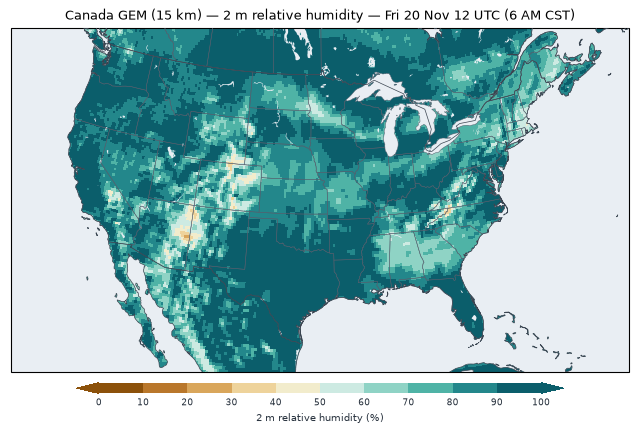 Canada GEM (15 km) — 2 m relative humidity — Fri 20 Nov 12 UTC (6 AM CST)
0 10 20 30 40 50 60 70 80 90 100
2 m relative humidity (%)